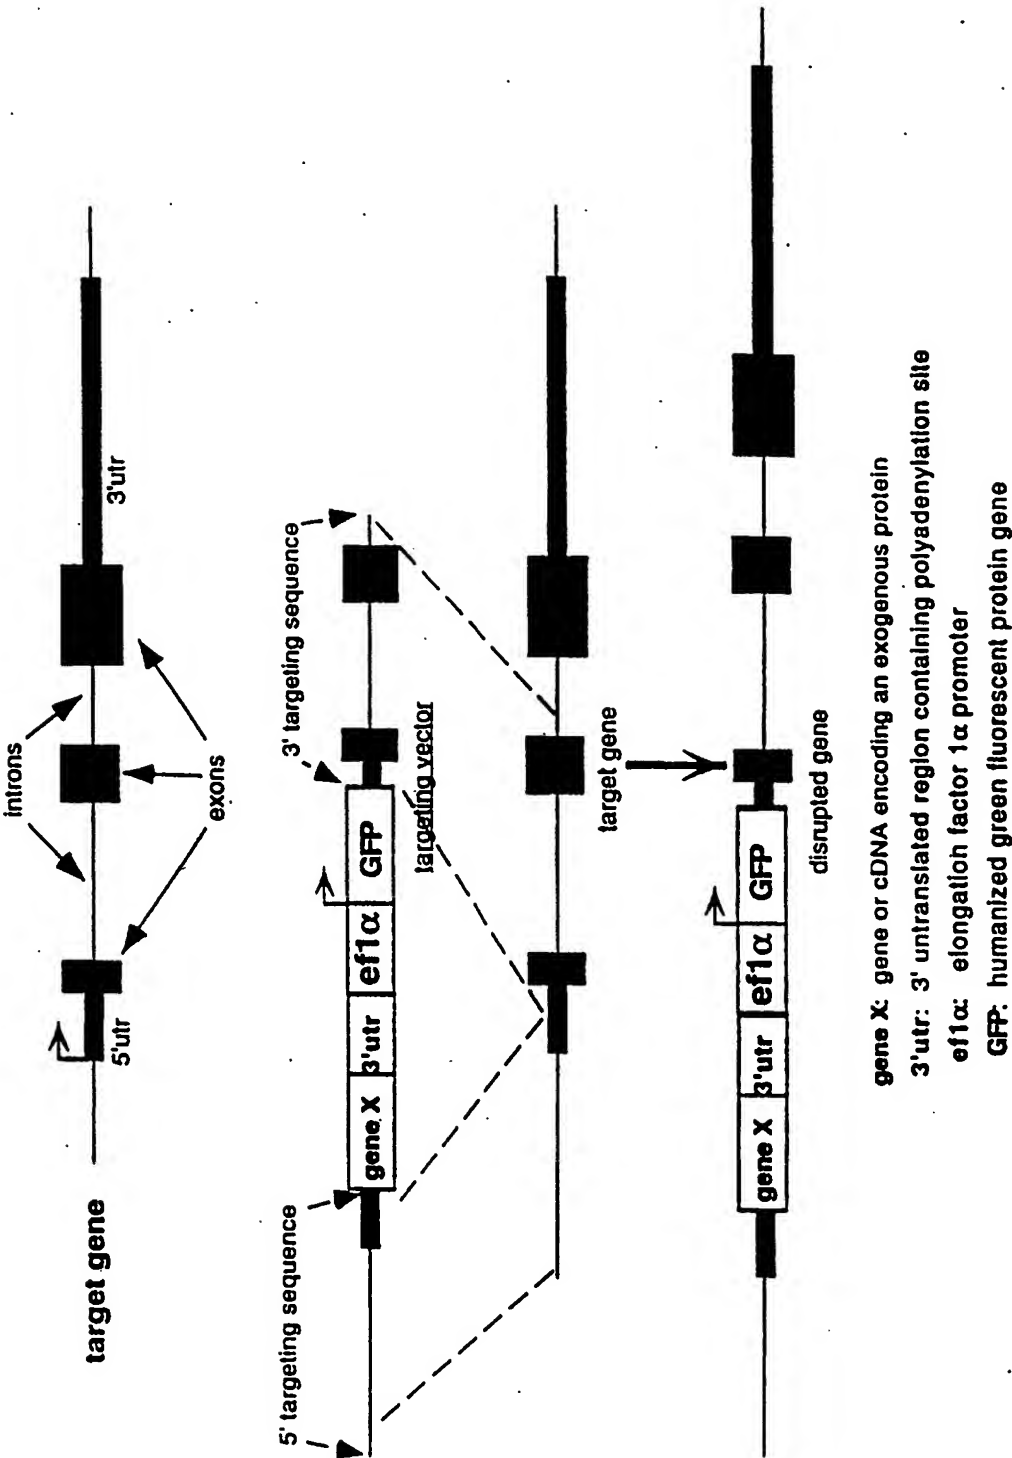 introns
5'utr
3'utr
exons
target gene
5' targeting sequence
3' targeting sequence
gene X 3'utr ef1α GFP
targeting vector
target gene
gene X 3'utr ef1α GFP
disrupted gene
gene X: gene or cDNA encoding an exogenous protein
3'utr: 3' untranslated region containing polyadenylation site
ef1α: elongation factor 1α promoter
GFP: humanized green fluorescent protein gene